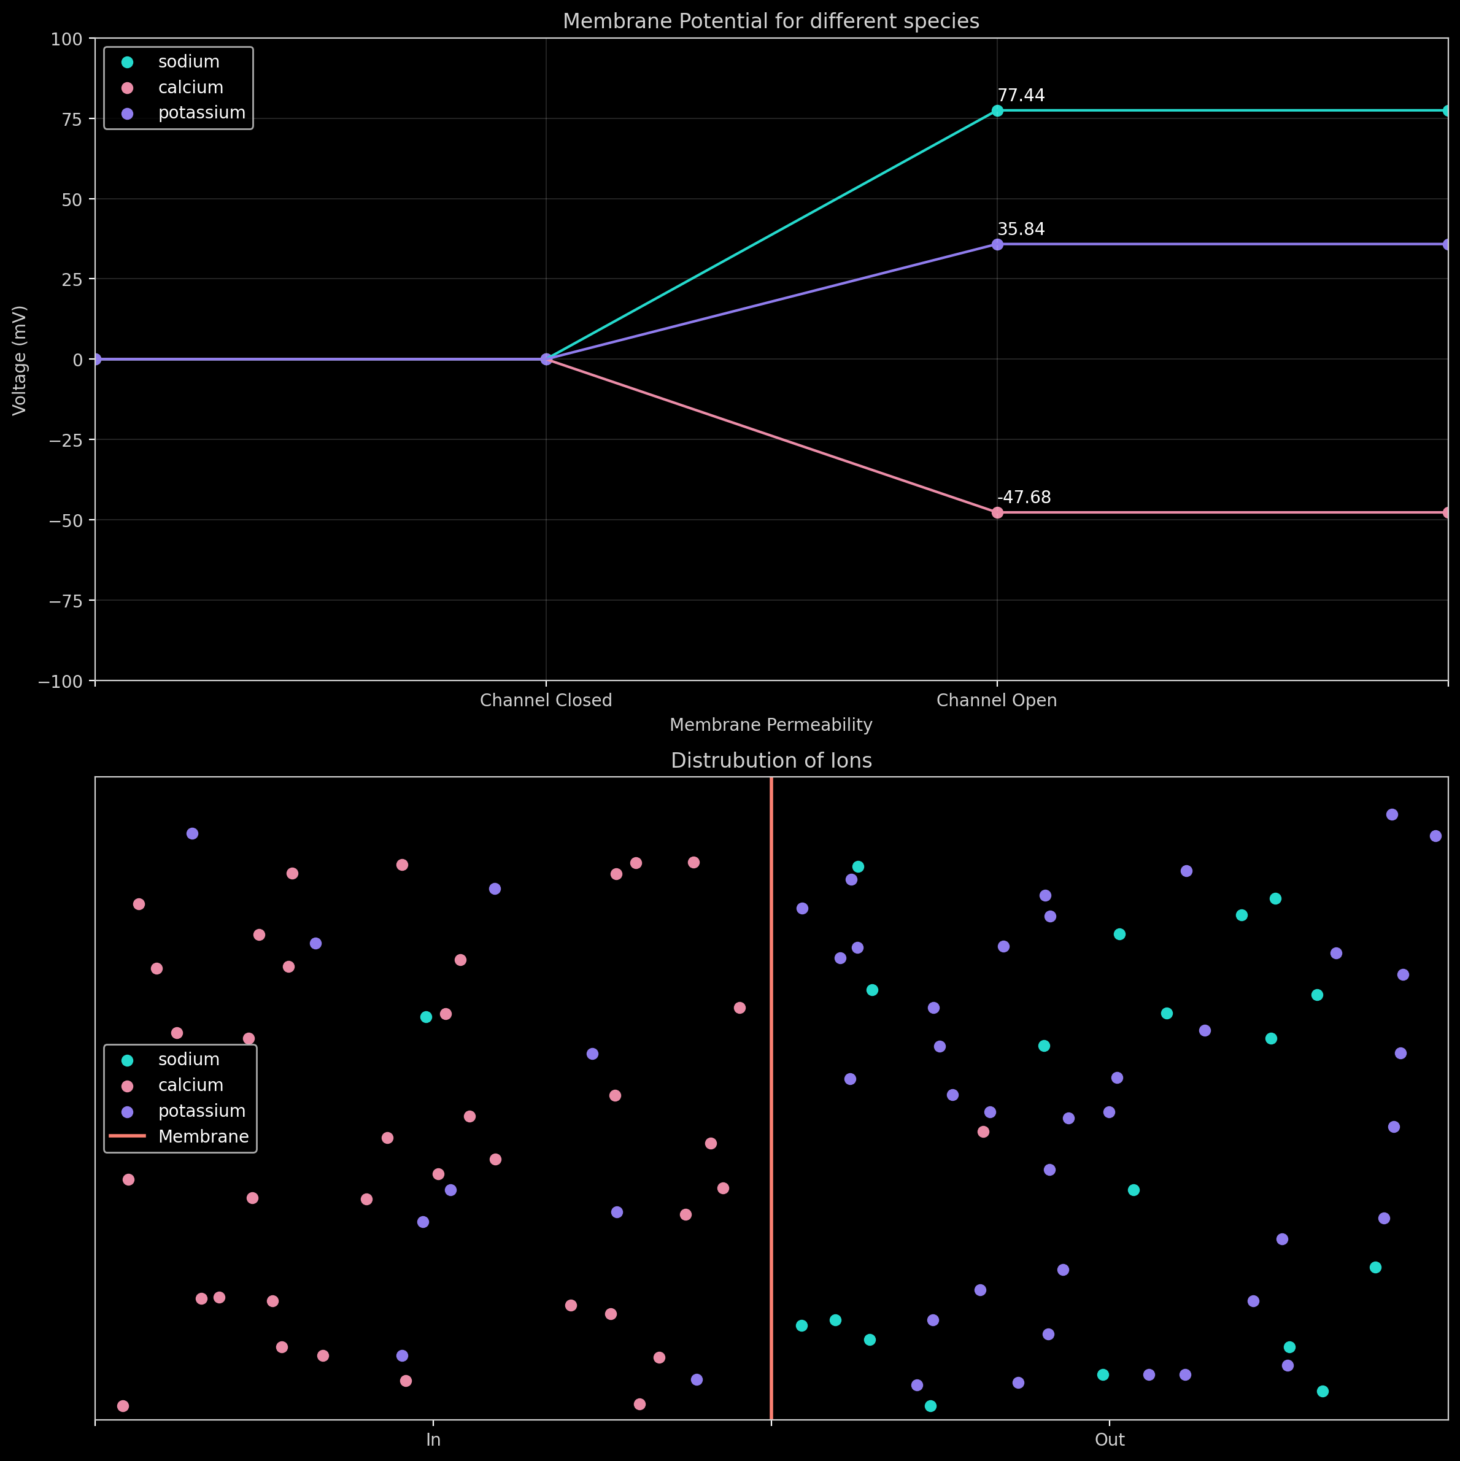 Membrane Potential for different species
100
75
50
25
0
−25
−50
−75
−100
Voltage (mV)
sodium
calcium
potassium
77.44
35.84
-47.68
Channel Closed
Channel Open
Membrane Permeability
Distrubution of Ions
sodium
calcium
potassium
Membrane
In
Out